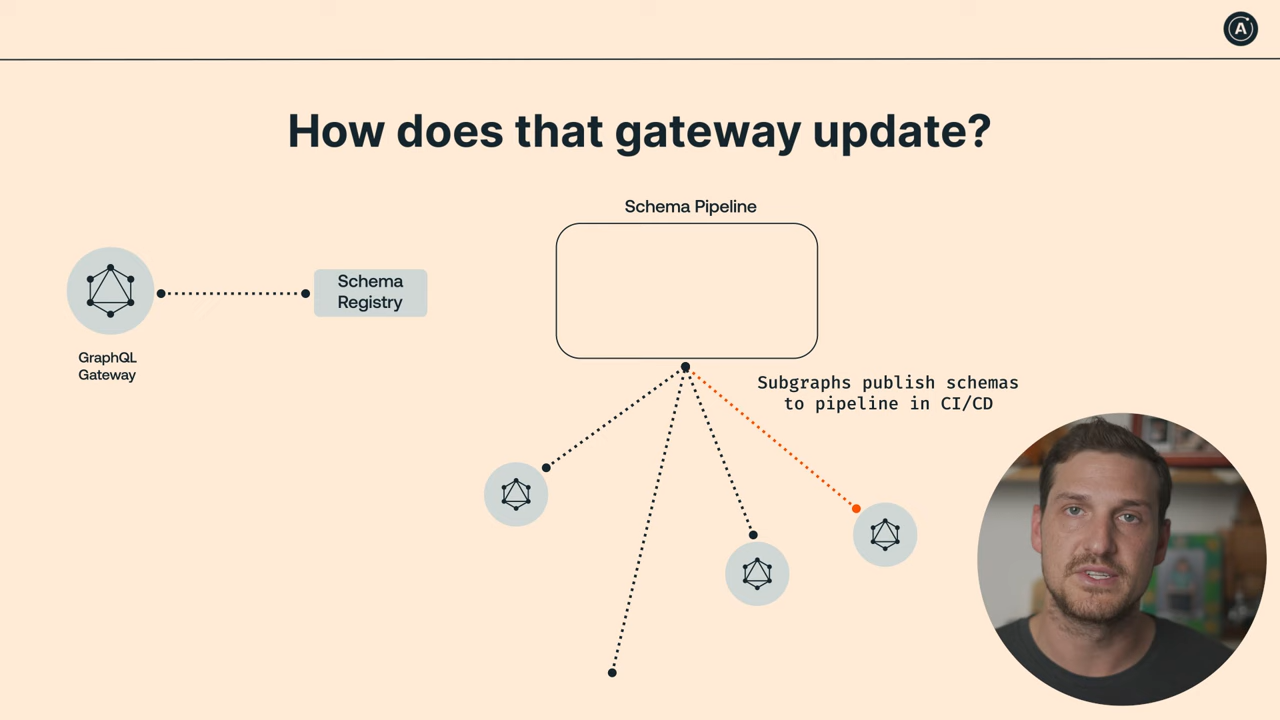 A
How does that gateway update?
Schema Pipeline
Schema
Registry
GraphQL
Gateway
Subgraphs publish schemas
to pipeline in CI/CD